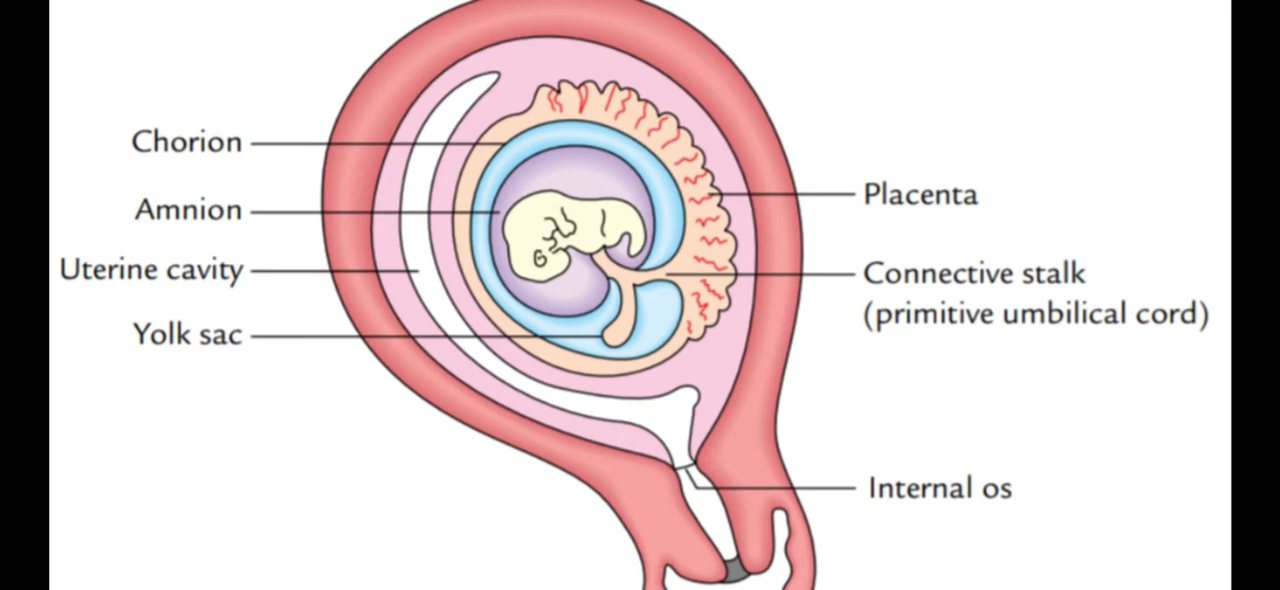 Chorion
Amnion
Uterine cavity
Yolk sac
Placenta
Connective stalk
(primitive umbilical cord)
Internal os